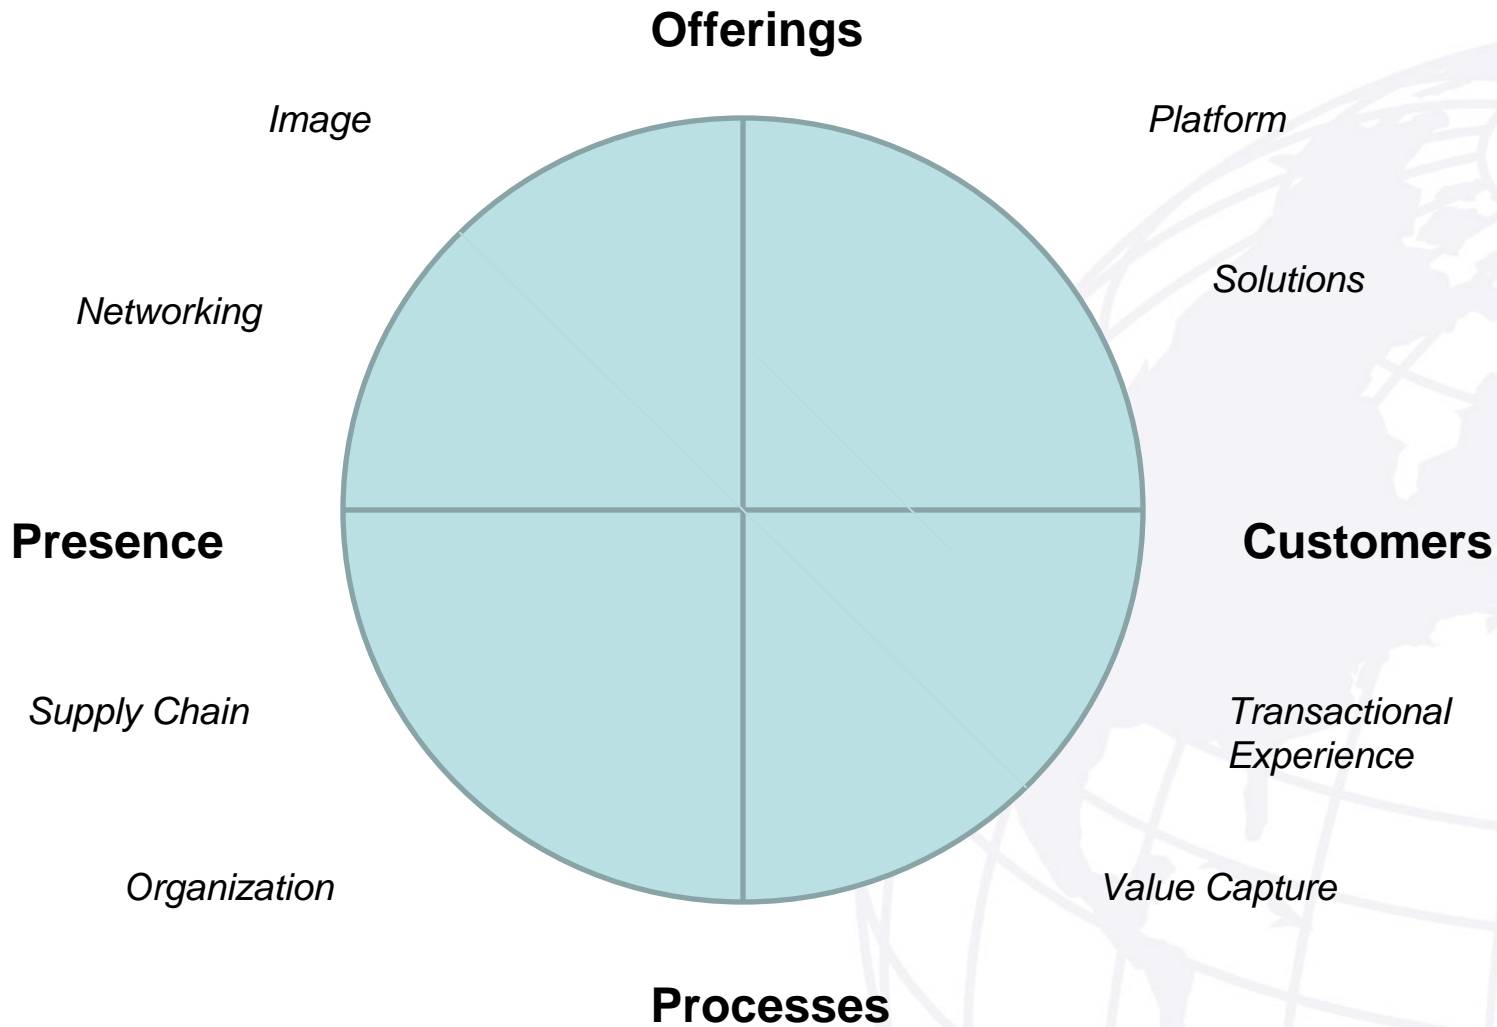 Offerings
Image
Platform
Solutions
Networking
Presence
Customers
Supply Chain
Transactional
Experience
Organization
Value Capture
Processes